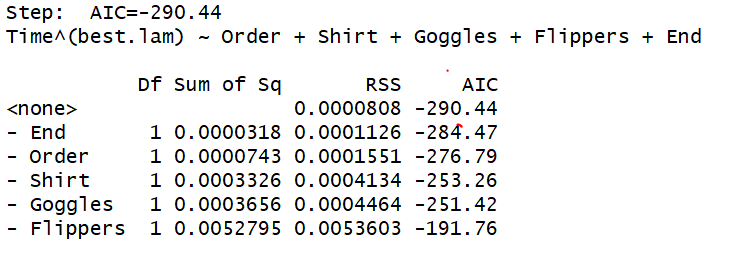 Step:  AIC=-290.44
Time^(best.lam) ~ Order + Shirt + Goggles + Flippers + End
           Df Sum of Sq       RSS     AIC
<none>                  0.0000808 -290.44
- End       1 0.0000318 0.0001126 -284.47
- Order     1 0.0000743 0.0001551 -276.79
- Shirt     1 0.0003326 0.0004134 -253.26
- Goggles   1 0.0003656 0.0004464 -251.42
- Flippers  1 0.0052795 0.0053603 -191.76